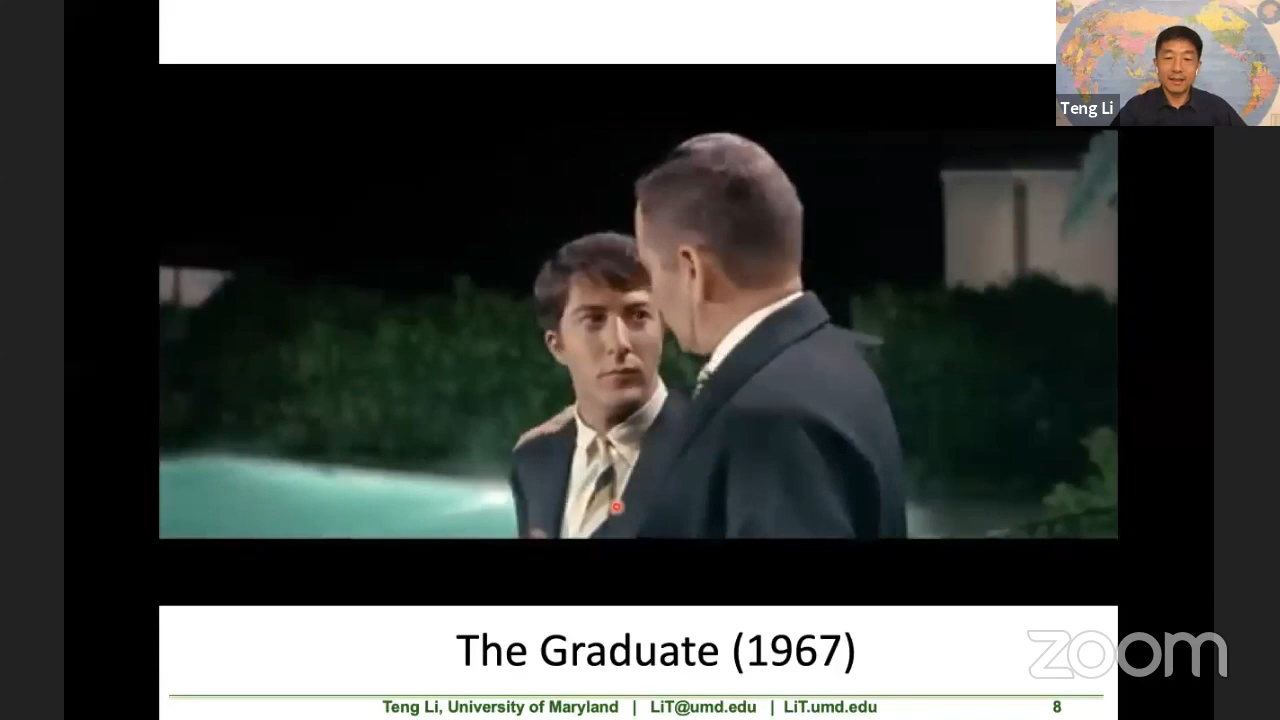 Teng Li
The Graduate (1967)
zoom
Teng Li, University of Maryland | LiT@umd.edu | LiT.umd.edu 8